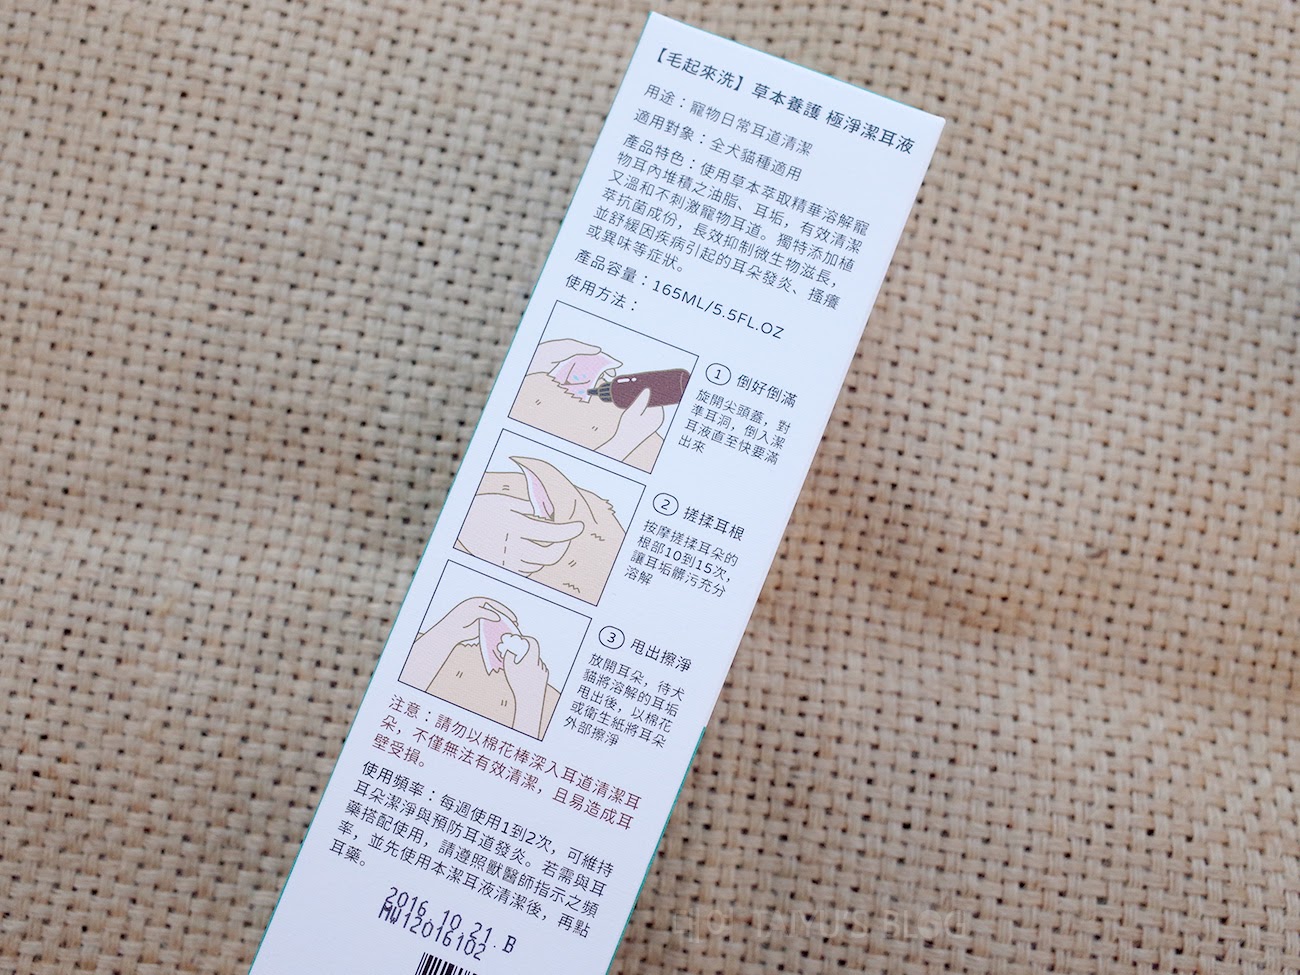 【毛起來洗】草本養護 極淨潔耳液
用途：寵物日常耳道清潔
適用對象：全犬貓種適用
產品特色：使用草本萃取精華溶解寵
物耳內堆積之油脂、耳垢，有效清潔
又溫和不刺激寵物耳道。獨特添加植
萃抗菌成份，長效抑制微生物滋長，
並舒緩因疾病引起的耳朵發炎、搔癢
或異味等症狀。
產品容量：165ML/5.5FL.OZ
使用方法：
① 倒好倒滿
旋開尖頭蓋，對
準耳洞，倒入潔
耳液直至快要滿
出來
② 搓揉耳根
按摩搓揉耳朵的
根部10到15次，
讓耳垢髒污充分
溶解
③ 甩出擦淨
放開耳朵，待犬
貓將溶解的耳垢
甩出後，以棉花
或衛生紙將耳朵
外部擦淨
注意：請勿以棉花棒深入耳道清潔耳
朵，不僅無法有效清潔，且易造成耳
壁受損。
使用頻率：每週使用1到2次，可維持
耳朵潔淨與預防耳道發炎。若需與耳
藥搭配使用，請遵照獸醫師指示之頻
率，並先使用本潔耳液清潔後，再點
耳藥。
2016.10.21.B
MW12016102
TAIYU'S BLOG